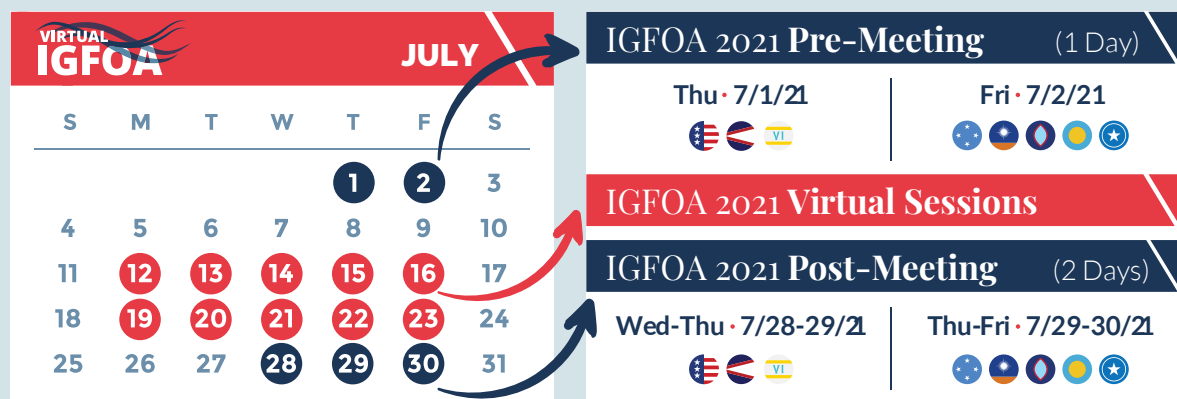 VIRTUAL
IGFOA
JULY
S M T W T F S
1 2 3
4 5 6 7 8 9 10
11 12 13 14 15 16 17
18 19 20 21 22 23 24
25 26 27 28 29 30 31
IGFOA 2021 Pre-Meeting (1 Day)
Thu · 7/1/21
VI
Fri · 7/2/21
IGFOA 2021 Virtual Sessions
IGFOA 2021 Post-Meeting (2 Days)
Wed-Thu · 7/28-29/21
VI
Thu-Fri · 7/29-30/21